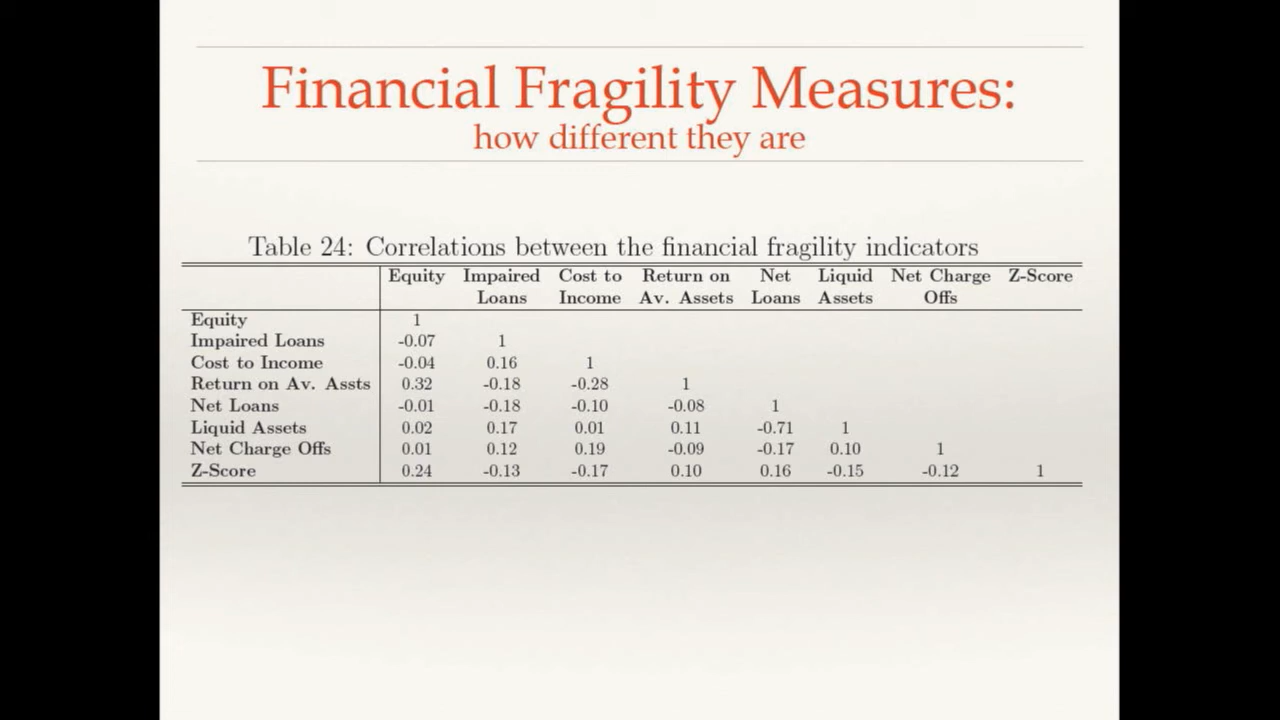 Financial Fragility Measures:
how different they are
Table 24: Correlations between the financial fragility indicators
Equity Impaired Cost to Return on Net Liquid Net Charge Z-Score
Loans Income Av. Assets Loans Assets Offs
Equity 1
Impaired Loans -0.07 1
Cost to Income -0.04 0.16 1
Return on Av. Assts 0.32 -0.18 -0.28 1
Net Loans -0.01 -0.18 -0.10 -0.08 1
Liquid Assets 0.02 0.17 0.01 0.11 -0.71 1
Net Charge Offs 0.01 0.12 0.19 -0.09 -0.17 0.10 1
Z-Score 0.24 -0.13 -0.17 0.10 0.16 -0.15 -0.12 1